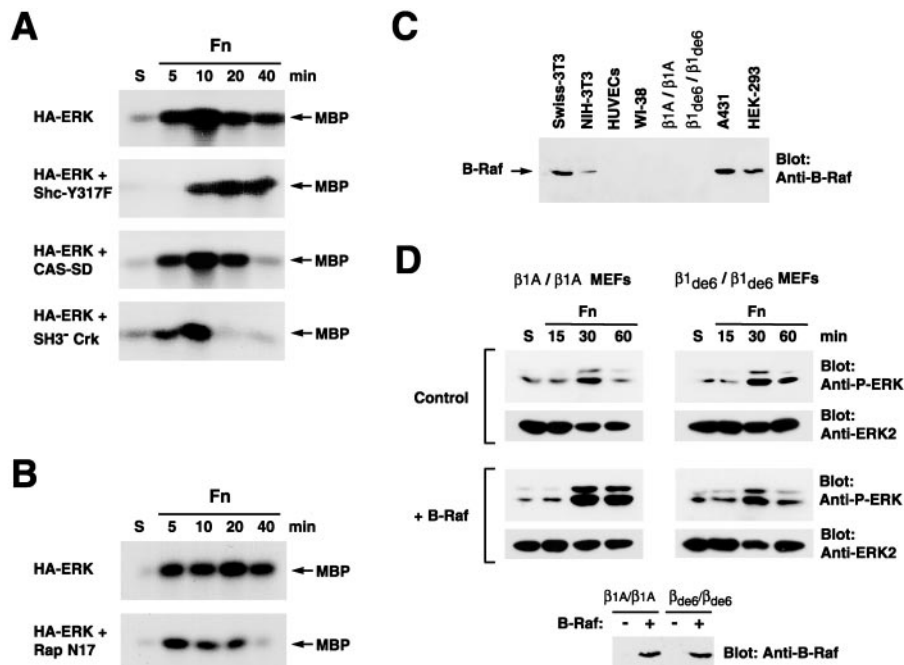 A
Fn
S 5 10 20 40 min
HA-ERK
MBP
HA-ERK +
Shc-Y317F
MBP
HA-ERK +
CAS-SD
MBP
HA-ERK +
SH3⁻ Crk
MBP
B
Fn
S 5 10 20 40 min
HA-ERK
MBP
HA-ERK +
Rap N17
MBP
C
Swiss-3T3
NIH-3T3
HUVECs
WI-38
β1A / β1A
β1de6 / β1de6
A431
HEK-293
B-Raf
Blot:
Anti-B-Raf
D
β1A / β1A MEFs
β1de6 / β1de6 MEFs
Fn Fn
S 15 30 60 S 15 30 60 min
Control
Blot:
Anti-P-ERK
Blot:
Anti-ERK2
+ B-Raf
Blot:
Anti-P-ERK
Blot:
Anti-ERK2
β1A/β1A βde6/βde6
B-Raf: - + - +
Blot: Anti-B-Raf